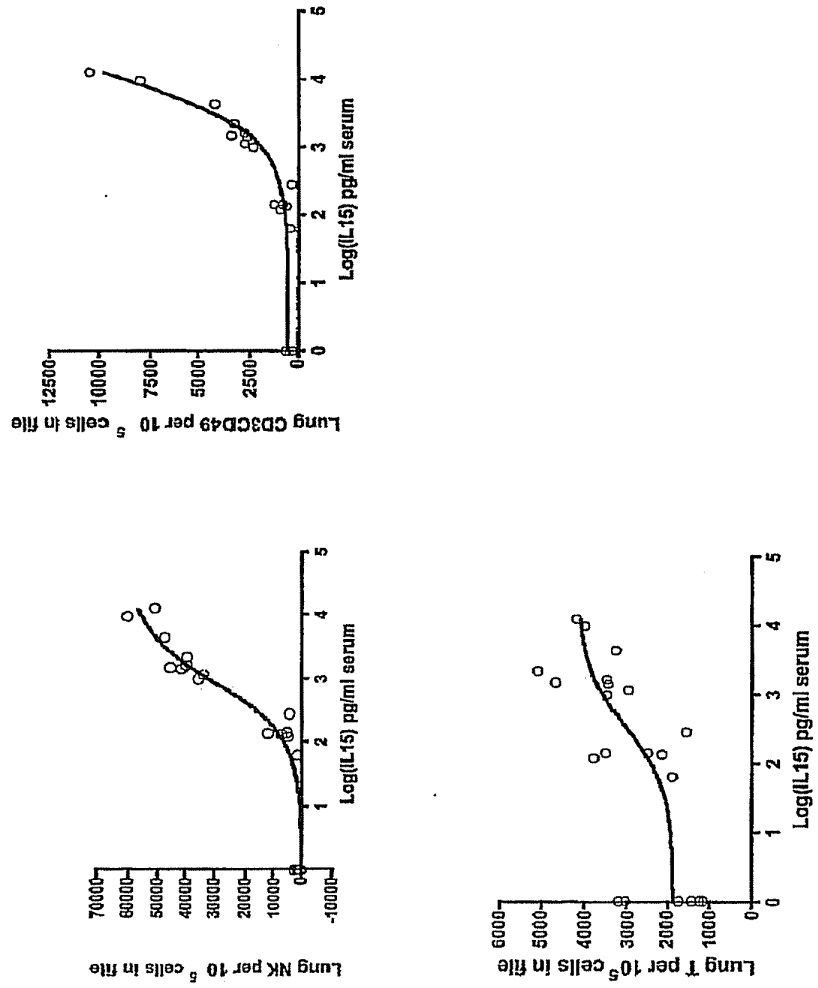 12500
10000
7500
5000
2500
0
Lung CD3CD49 per 10 5 cells in file
0 1 2 3 4 5
Log(IL15) pg/ml serum
70000
60000
50000
40000
30000
20000
10000
0
-10000
Lung NK per 10 5 cells in file
1 2 3 4 5
Log(IL15) pg/ml serum
6000
5000
4000
3000
2000
1000
0
Lung T per 10 5 cells in file
0 1 2 3 4 5
Log(IL15) pg/ml serum